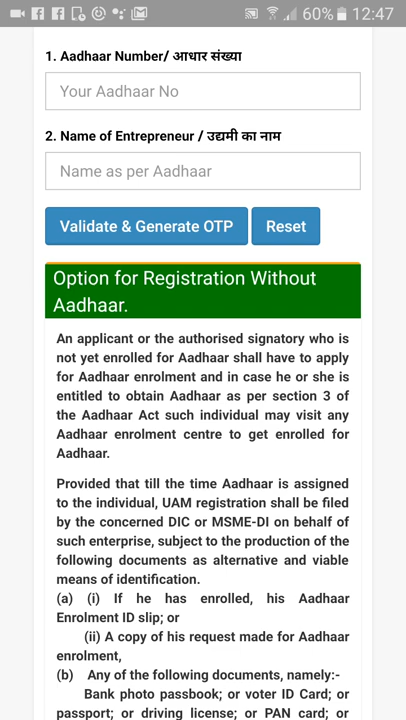 60% 12:47
1. Aadhaar Number/ आधार संख्या
Your Aadhaar No
2. Name of Entrepreneur / उद्यमी का नाम
Name as per Aadhaar
Validate & Generate OTP Reset
Option for Registration Without
Aadhaar.
An applicant or the authorised signatory who is
not yet enrolled for Aadhaar shall have to apply
for Aadhaar enrolment and in case he or she is
entitled to obtain Aadhaar as per section 3 of
the Aadhaar Act such individual may visit any
Aadhaar enrolment centre to get enrolled for
Aadhaar.
Provided that till the time Aadhaar is assigned
to the individual, UAM registration shall be filed
by the concerned DIC or MSME-DI on behalf of
such enterprise, subject to the production of the
following documents as alternative and viable
means of identification.
(a) (i) If he has enrolled, his Aadhaar
Enrolment ID slip; or
(ii) A copy of his request made for Aadhaar
enrolment,
(b) Any of the following documents, namely:-
Bank photo passbook; or voter ID Card; or
passport; or driving license; or PAN card; or